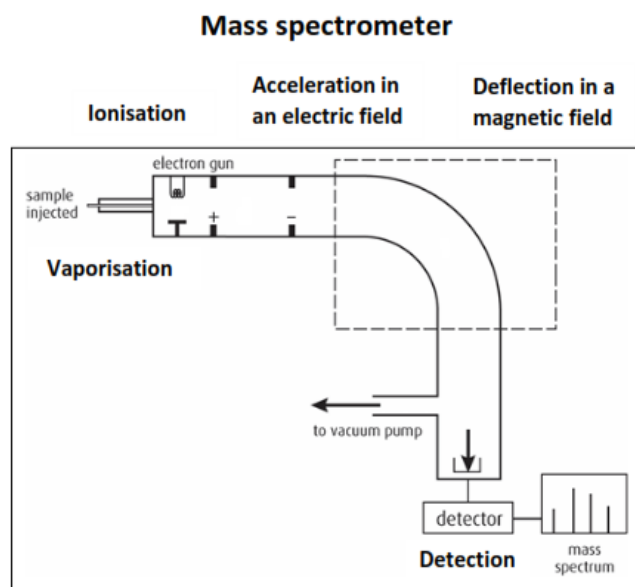 Mass spectrometer
Ionisation
Acceleration in
an electric field
Deflection in a
magnetic field
electron gun
sample
injected
+
−
Vaporisation
to vacuum pump
detector
Detection
mass
spectrum